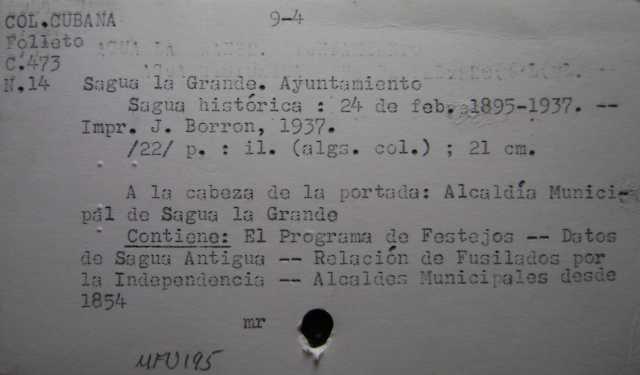 COL.CUBANA 9-4
Folleto
C.473
N.14 Sagua la Grande. Ayuntamiento
Sagua histórica : 24 de feb. 1895-1937. --
Impr. J. Borron, 1937.
/22/ p. : il. (algs. col.) ; 21 cm.
A la cabeza de la portada: Alcaldía Munici-
pal de Sagua la Grande
Contiene: El Programa de Festejos -- Datos
de Sagua Antigua -- Relación de Fusilados por
la Independencia -- Alcaldes Municipales desde
1854
mr